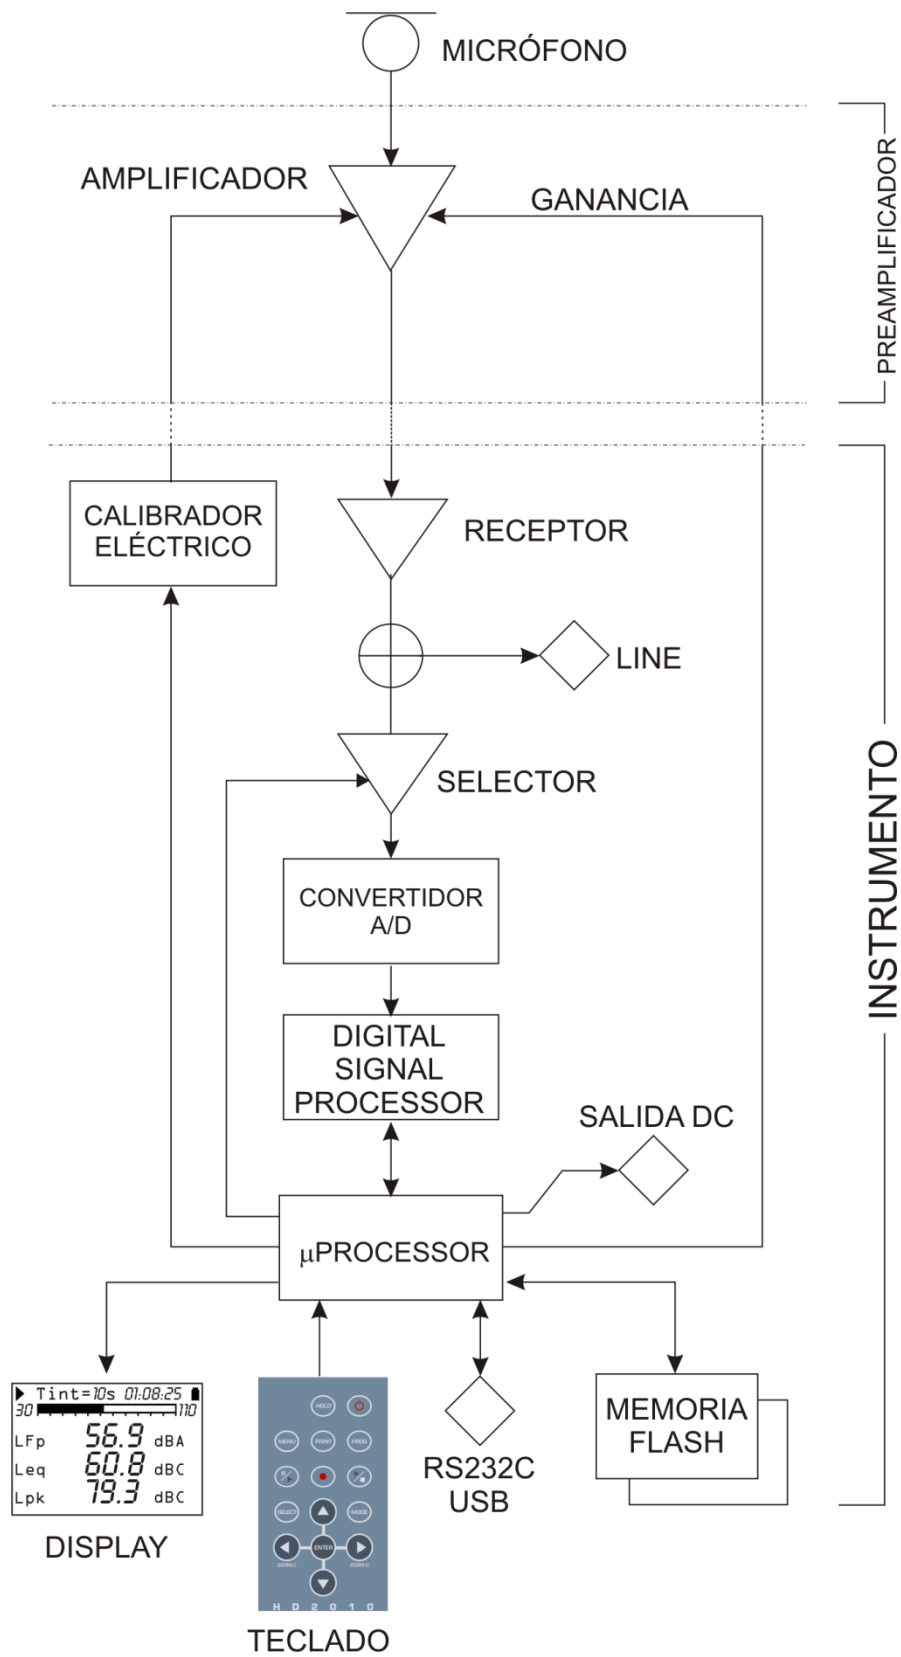 MICRÓFONO
AMPLIFICADOR
GANANCIA
PREAMPLIFICADOR
CALIBRADOR
ELÉCTRICO
RECEPTOR
LINE
SELECTOR
CONVERTIDOR
A/D
INSTRUMENTO
DIGITAL
SIGNAL
PROCESSOR
SALIDA DC
µPROCESSOR
Tint=10s 01:08:25
30 110
LFp 56.9 dBA
Leq 60.8 dBC
Lpk 79.3 dBC
DISPLAY
HOLD
MENU PRINT PROG
SELECT MODE
ENTER
ZOOM ZOOM
HD2010
TECLADO
RS232C
USB
MEMORIA
FLASH